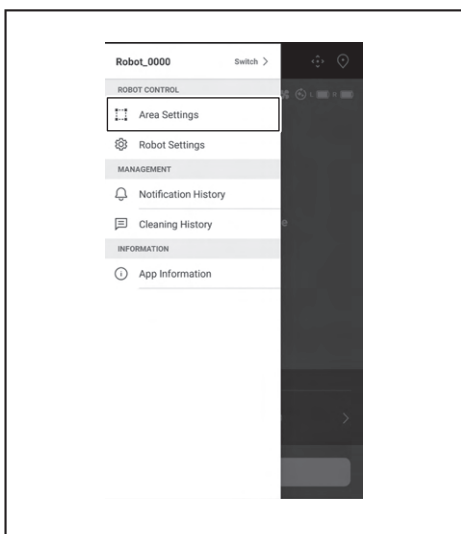 Robot_0000 Switch >
ROBOT CONTROL
Area Settings
Robot Settings
MANAGEMENT
Notification History
Cleaning History
INFORMATION
App Information